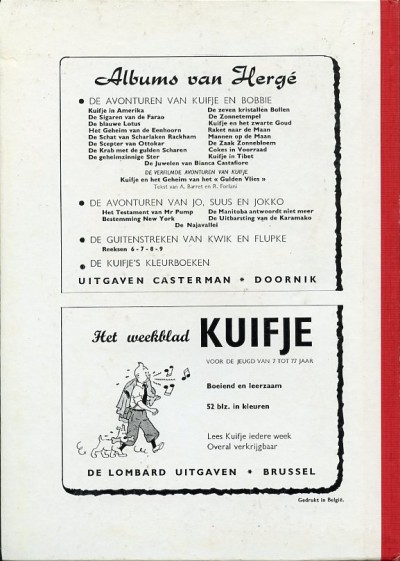 Albums van Hergé
• DE AVONTUREN VAN KUIFJE EN BOBBIE
Kuifje in Amerika
De Sigaren van de Farao
De blauwe Lotus
Het Geheim van de Eenhoorn
De Schat van Scharlaken Rackham
De Scepter van Ottokar
De Krab met de gulden Scharen
De geheimzinnige Ster
De zeven kristallen Bollen
De Zonnetempel
Kuifje en het zwarte Goud
Raket naar de Maan
Mannen op de Maan
De Zaak Zonnebloem
Cokes in Voorraad
Kuifje in Tibet
De Juwelen van Bianca Castafiore
DE VERFILMDE AVONTUREN VAN KUIFJE
Kuifje en het Geheim van het « Gulden Vlies »
Tekst van A. Barret en R. Forlani
• DE AVONTUREN VAN JO, SUUS EN JOKKO
Het Testament van Mr Pump
Bestemming New York
De Manitoba antwoordt niet meer
De Uitbarsting van de Karamako
De Najavallei
• DE GUITENSTREKEN VAN KWIK EN FLUPKE
Reeksen 6 - 7 - 8 - 9
• DE KUIFJE'S KLEURBOEKEN
UITGAVEN CASTERMAN • DOORNIK
Het weekblad KUIFJE
VOOR DE JEUGD VAN 7 TOT 77 JAAR
Boeiend en leerzaam
52 blz. in kleuren
Lees Kuifje iedere week
Overal verkrijgbaar
DE LOMBARD UITGAVEN • BRUSSEL
Gedrukt in België.